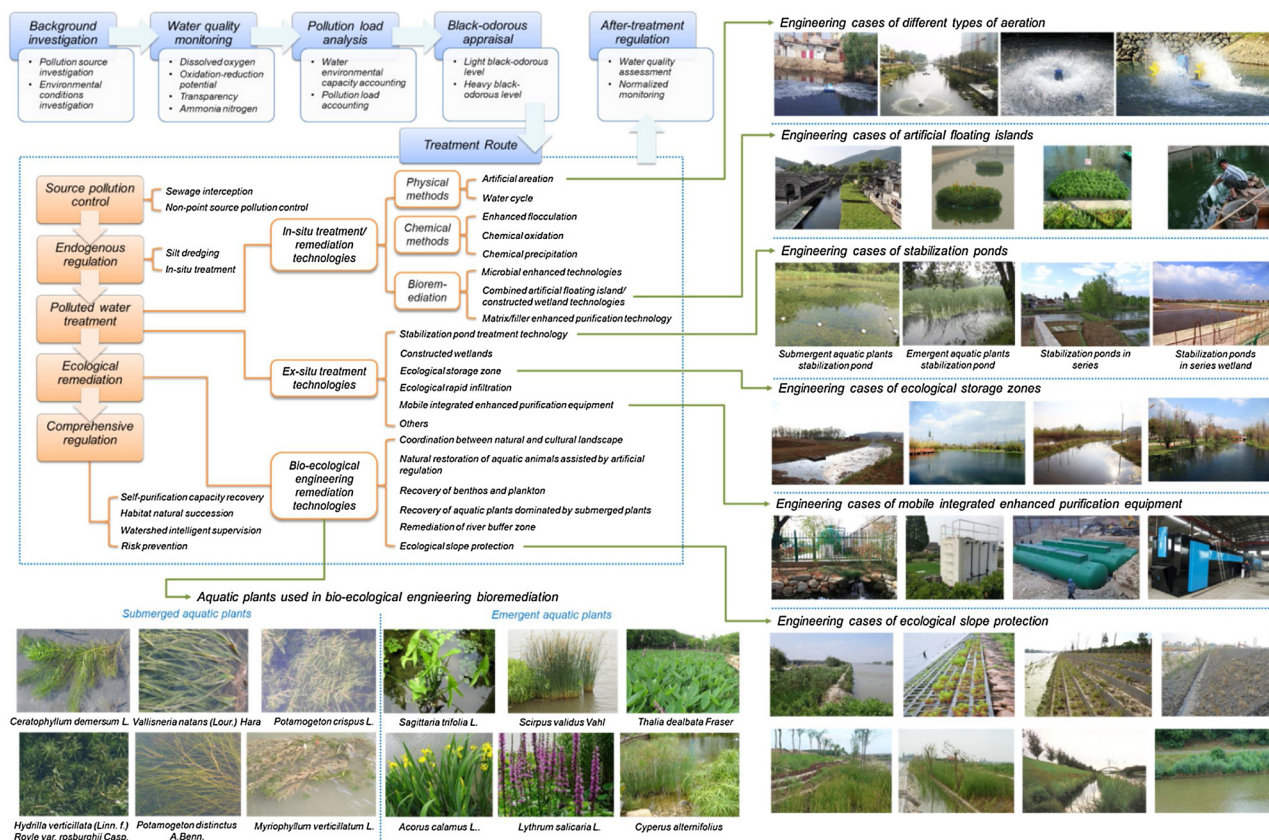 Background
investigation
• Pollution source
investigation
• Environmental
conditions
investigation
Water quality
monitoring
• Dissolved oxygen
• Oxidation-reduction
potential
• Transparency
• Ammonia nitrogen
Pollution load
analysis
• Water
environmental
capacity accounting
• Pollution load
accounting
Black-odorous
appraisal
• Light black-odorous
level
• Heavy black-
odorous level
After-treatment
regulation
• Water quality
assessment
• Normalized
monitoring
Treatment Route
Source pollution
control
Sewage interception
Non-point source pollution control
Endogenous
regulation
Silt dredging
In-situ treatment
Polluted water
treatment
Ecological
remediation
Comprehensive
regulation
Self-purification capacity recovery
Habitat natural succession
Watershed intelligent supervision
Risk prevention
In-situ treatment/
remediation
technologies
Physical
methods
Artificial areation
Water cycle
Chemical
methods
Enhanced flocculation
Chemical oxidation
Chemical precipitation
Biorem-
ediation
Microbial enhanced technologies
Combined artificial floating island/
constructed wetland technologies
Matrix/filler enhanced purification technology
Ex-situ treatment
technologies
Stabilization pond treatment technology
Constructed wetlands
Ecological storage zone
Ecological rapid infiltration
Mobile integrated enhanced purification equipment
Others
Bio-ecological
engineering
remediation
technologies
Coordination between natural and cultural landscape
Natural restoration of aquatic animals assisted by artificial
regulation
Recovery of benthos and plankton
Recovery of aquatic plants dominated by submerged plants
Remediation of river buffer zone
Ecological slope protection
Engineering cases of different types of aeration
Engineering cases of artificial floating islands
Engineering cases of stabilization ponds
Submergent aquatic plants
stabilization pond
Emergent aquatic plants
stabilization pond
Stabilization ponds in
series
Stabilization ponds
in series wetland
Engineering cases of ecological storage zones
Engineering cases of mobile integrated enhanced purification equipment
Engineering cases of ecological slope protection
Aquatic plants used in bio-ecological engneering bioremediation
Submerged aquatic plants
Emergent aquatic plants
Ceratophyllum demersum L.
Vallisneria natans (Lour.) Hara
Potamogeton crispus L.
Sagittaria trifolia L.
Scirpus validus Vahl
Thalia dealbata Fraser
Hydrilla verticillata (Linn. f.)
Royle var. rosburghii Casp.
Potamogeton distinctus
A.Benn.
Myriophyllum verticillatum L.
Acorus calamus L..
Lythrum salicaria L.
Cyperus alternifolius